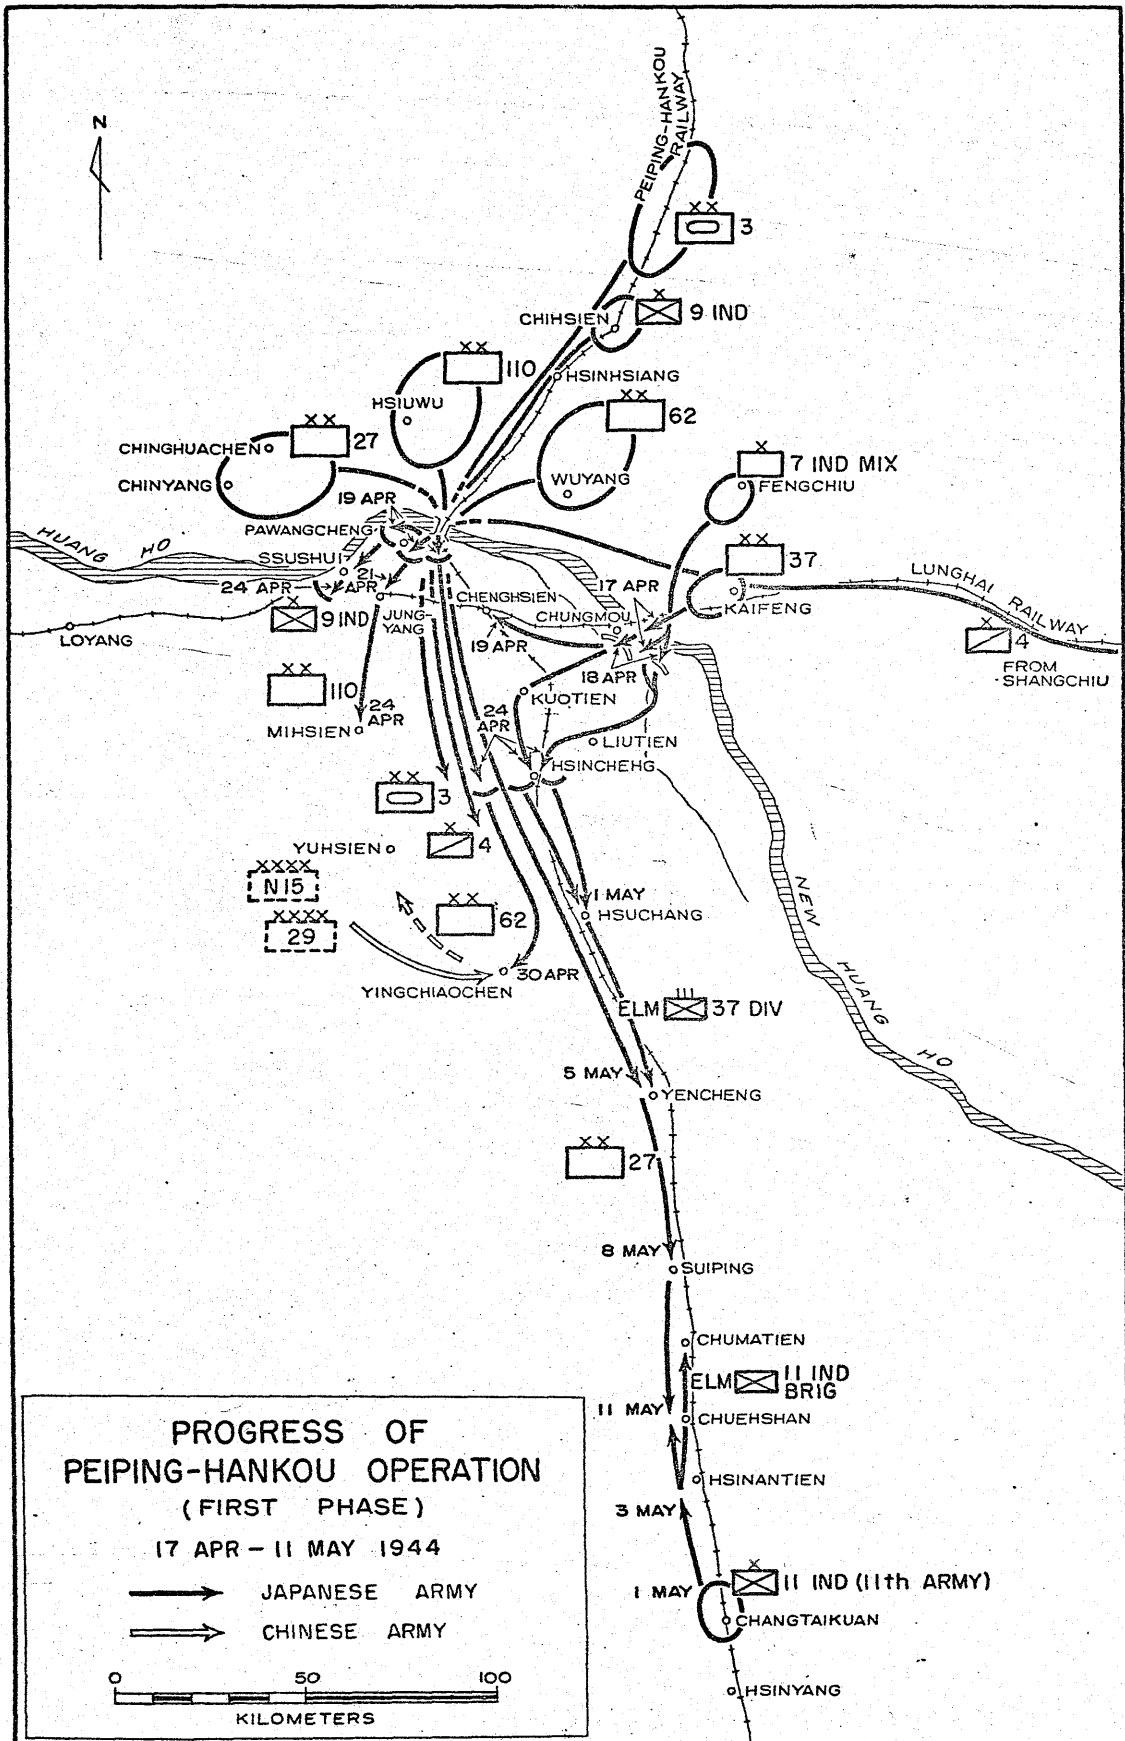 N
PEIPING-HANKOU
RAILWAY
XX
3
X
9 IND
CHIHSIEN
XX
110
HSINHSIANG
HSIUWU
XX
62
XX
27
CHINGHUACHEN
CHINYANG
WUYANG
X
7 IND MIX
FENGCHIU
19 APR
PAWANGCHENG
HUANG HO
SSUSHUI
XX
37
LUNGHAI RAILWAY
21
APR
24 APR
17 APR
CHENGHSIEN
KAIFENG
X
9 IND
JUNG-
YANG
CHUNGMOU
LOYANG
19 APR
X
4
FROM
SHANGCHIU
18 APR
XX
110
KUOTIEN
24
APR
MIHSIEN
24
APR
LIUTIEN
HSINCHEHG
XX
3
X
4
YUHSIEN
XXXX
N15
XXXX
29
XX
62
1 MAY
HSUCHANG
NEW HUANG HO
30 APR
YINGCHIAOCHEN
III
ELM 37 DIV
5 MAY
YENCHENG
XX
27
8 MAY
SUIPING
CHUMATIEN
ELM 11 IND
BRIG
11 MAY
CHUEHSHAN
HSINANTIEN
3 MAY
X
11 IND (11th ARMY)
1 MAY
CHANGTAIKUAN
HSINYANG
PROGRESS OF
PEIPING-HANKOU OPERATION
(FIRST PHASE)
17 APR - 11 MAY 1944
JAPANESE ARMY
CHINESE ARMY
0 50 100
KILOMETERS